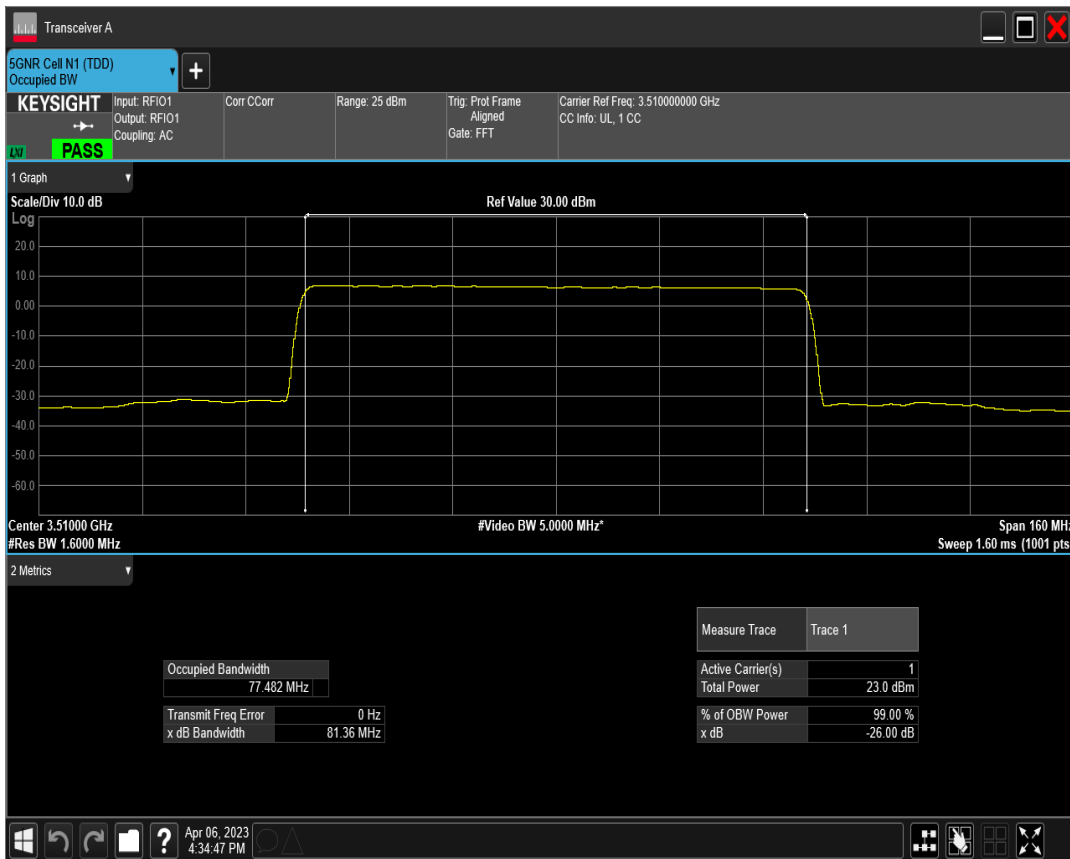 Transceiver A
5GNR Cell N1 (TDD)
Occupied BW
KEYSIGHT
LXI
PASS
Input: RFIO1
Output: RFIO1
Coupling: AC
Corr CCorr
Range: 25 dBm
Trig: Prot Frame
Aligned
Gate: FFT
Carrier Ref Freq: 3.510000000 GHz
CC Info: UL, 1 CC
1 Graph
Scale/Div 10.0 dB
Ref Value 30.00 dBm
Log
20.0
10.0
0.00
-10.0
-20.0
-30.0
-40.0
-50.0
-60.0
Center 3.51000 GHz
#Video BW 5.0000 MHz*
Span 160 MHz
#Res BW 1.6000 MHz
Sweep 1.60 ms (1001 pts
2 Metrics
Measure Trace Trace 1
Occupied Bandwidth
77.482 MHz
Active Carrier(s) 1
Total Power 23.0 dBm
Transmit Freq Error 0 Hz
x dB Bandwidth 81.36 MHz
% of OBW Power 99.00 %
x dB -26.00 dB
?
Apr 06, 2023
4:34:47 PM